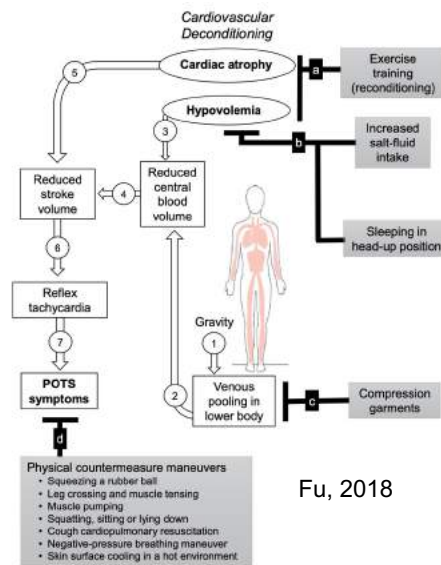 Cardiovascular
Deconditioning
Cardiac atrophy
Hypovolemia
a
Exercise
training
(reconditioning)
b
Increased
salt-fluid
intake
Sleeping in
head-up position
5
3
Reduced
stroke
volume
4
Reduced
central
blood
volume
6
Reflex
tachycardia
7
POTS
symptoms
Gravity
1
2
Venous
pooling in
lower body
c
Compression
garments
d
Physical countermeasure maneuvers
• Squeezing a rubber ball
• Leg crossing and muscle tensing
• Muscle pumping
• Squatting, sitting or lying down
• Cough cardiopulmonary resuscitation
• Negative-pressure breathing maneuver
• Skin surface cooling in a hot environment
Fu, 2018